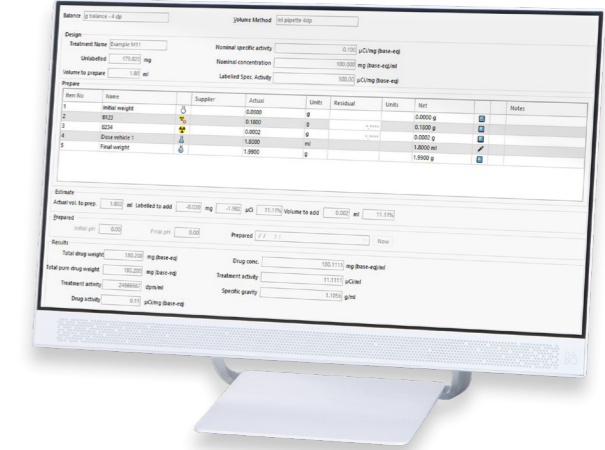 Balance g balance - 4 dp Volume Method ml pipette 4dp
Design
Treatment Name Example M11 Nominal specific activity 0.100 µCi/mg (base-eq)
Unlabelled 179.820 mg Nominal concentration 100.000 mg (base-eq)/ml
Volume to prepare 1.80 ml Labelled Spec. Activity 100.00 µCi/mg (base-eq)
Prepare
Item No Name Supplier Actual Units Residual Units Net Notes
1 Initial weight 0.0000 g 0.0000 g
2 B123 0.1800 g 0.1800 g
3 B234 0.0002 g 0.0002 g
4 Dose vehicle 1 1.8000 ml 1.8000 ml
5 Final weight 1.9900 g 1.9900 g
Estimate
Actual vol. to prep. 1.802 ml Labelled to add -0.020 mg -1.982 µCi 11.11% Volume to add 0.002 ml 11.11%
Prepared
Initial pH 0.00 Final pH 0.00 Prepared / / : : Now
Results
Total drug weight 180.200 mg (base-eq) Drug conc. 100.1111 mg (base-eq)/ml
Total pure drug weight 180.200 mg (base-eq) Treatment activity 11.1111 µCi/ml
Treatment activity 24666667 dpm/ml Specific gravity 1.1056 g/ml
Drug activity 0.11 µCi/mg (base-eq)